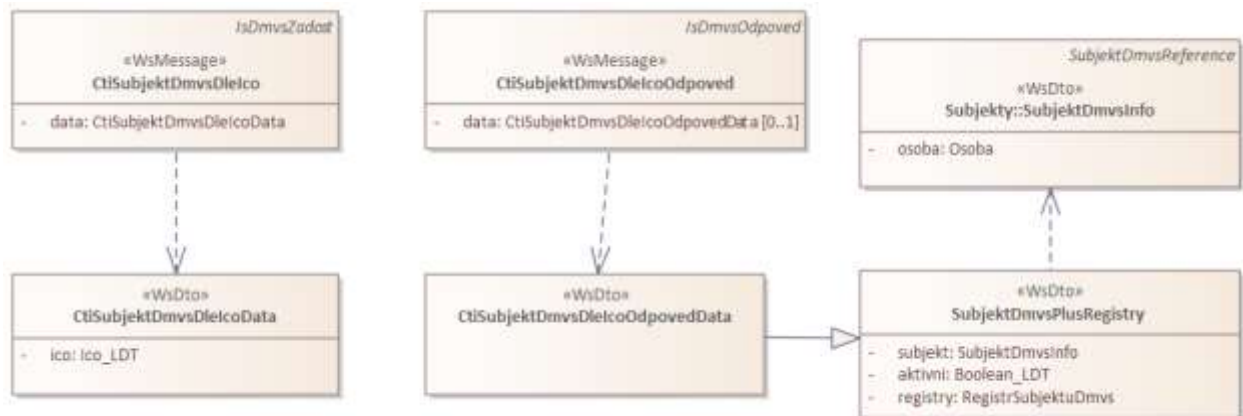 IsDmvsZadost
«WsMessage»
CtiSubjektDmvsDleIco
- data: CtiSubjektDmvsDleIcoData
IsDmvsOdpoved
«WsMessage»
CtiSubjektDmvsDleIcoOdpoved
- data: CtiSubjektDmvsDleIcoOdpovedData [0..1]
SubjektDmvsReference
«WsDto»
Subjekty::SubjektDmvsInfo
- osoba: Osoba
«WsDto»
CtiSubjektDmvsDleIcoData
- ico: Ico_LDT
«WsDto»
CtiSubjektDmvsDleIcoOdpovedData
«WsDto»
SubjektDmvsPlusRegistry
- subjekt: SubjektDmvsInfo
- aktivni: Boolean_LDT
- registry: RegistrSubjektuDmvs